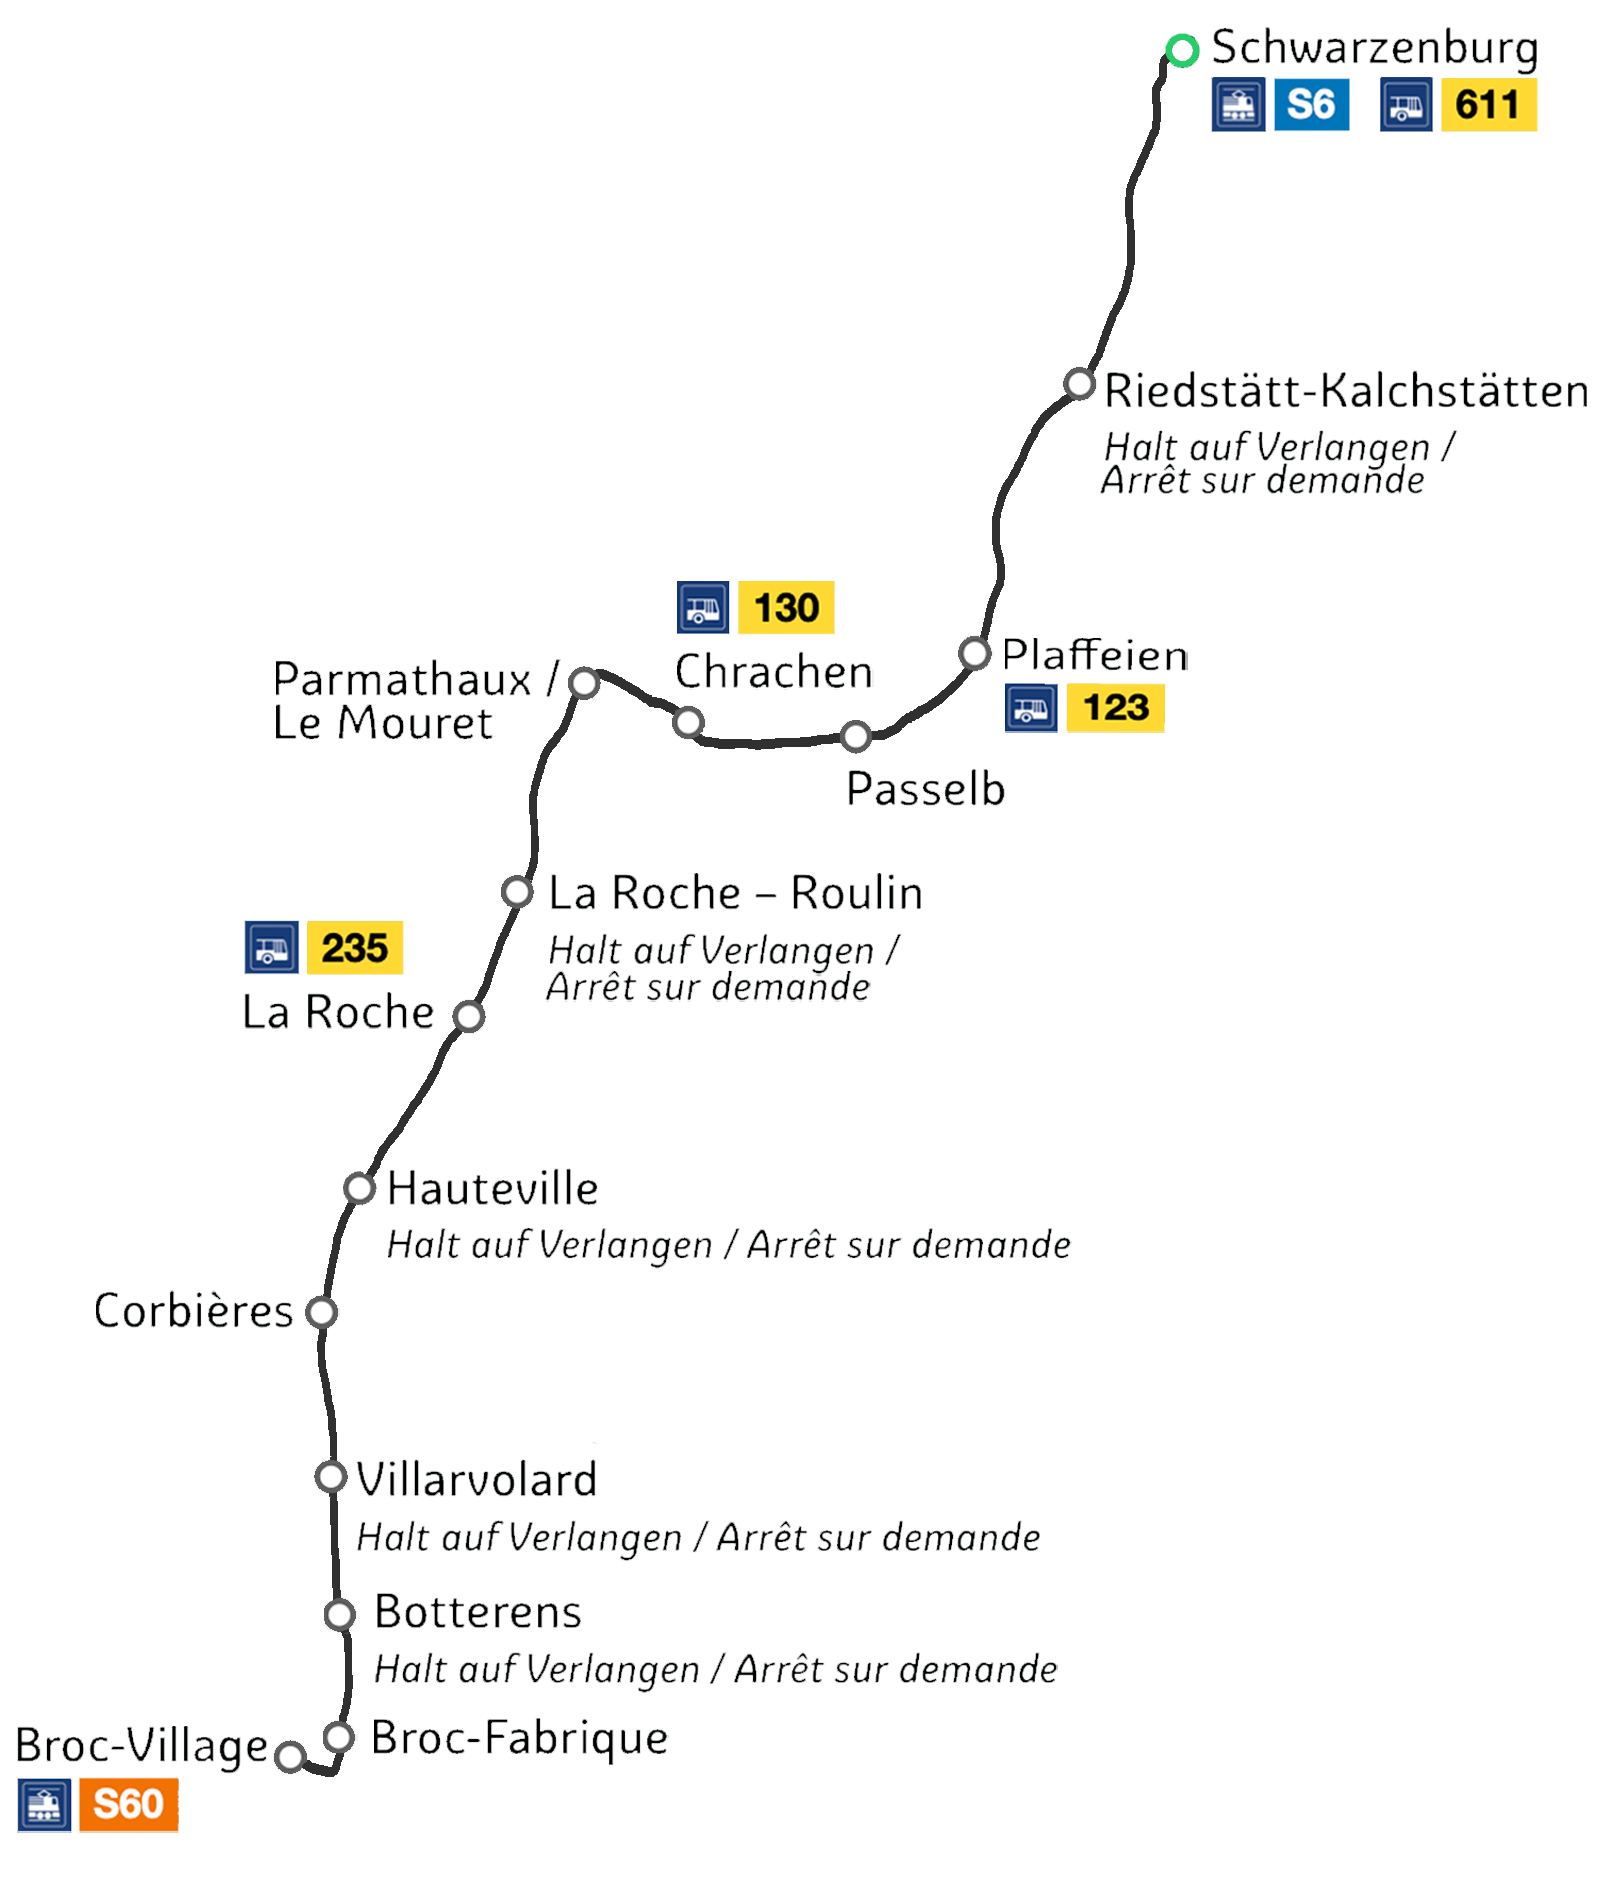 Schwarzenburg
S6 611
Riedstätt-Kalchstätten
Halt auf Verlangen /
Arrêt sur demande
130
Chrachen
Plaffeien
123
Parmathaux /
Le Mouret
Passelb
La Roche – Roulin
Halt auf Verlangen /
Arrêt sur demande
235
La Roche
Hauteville
Halt auf Verlangen / Arrêt sur demande
Corbières
Villarvolard
Halt auf Verlangen / Arrêt sur demande
Botterens
Halt auf Verlangen / Arrêt sur demande
Broc-Fabrique
Broc-Village
S60